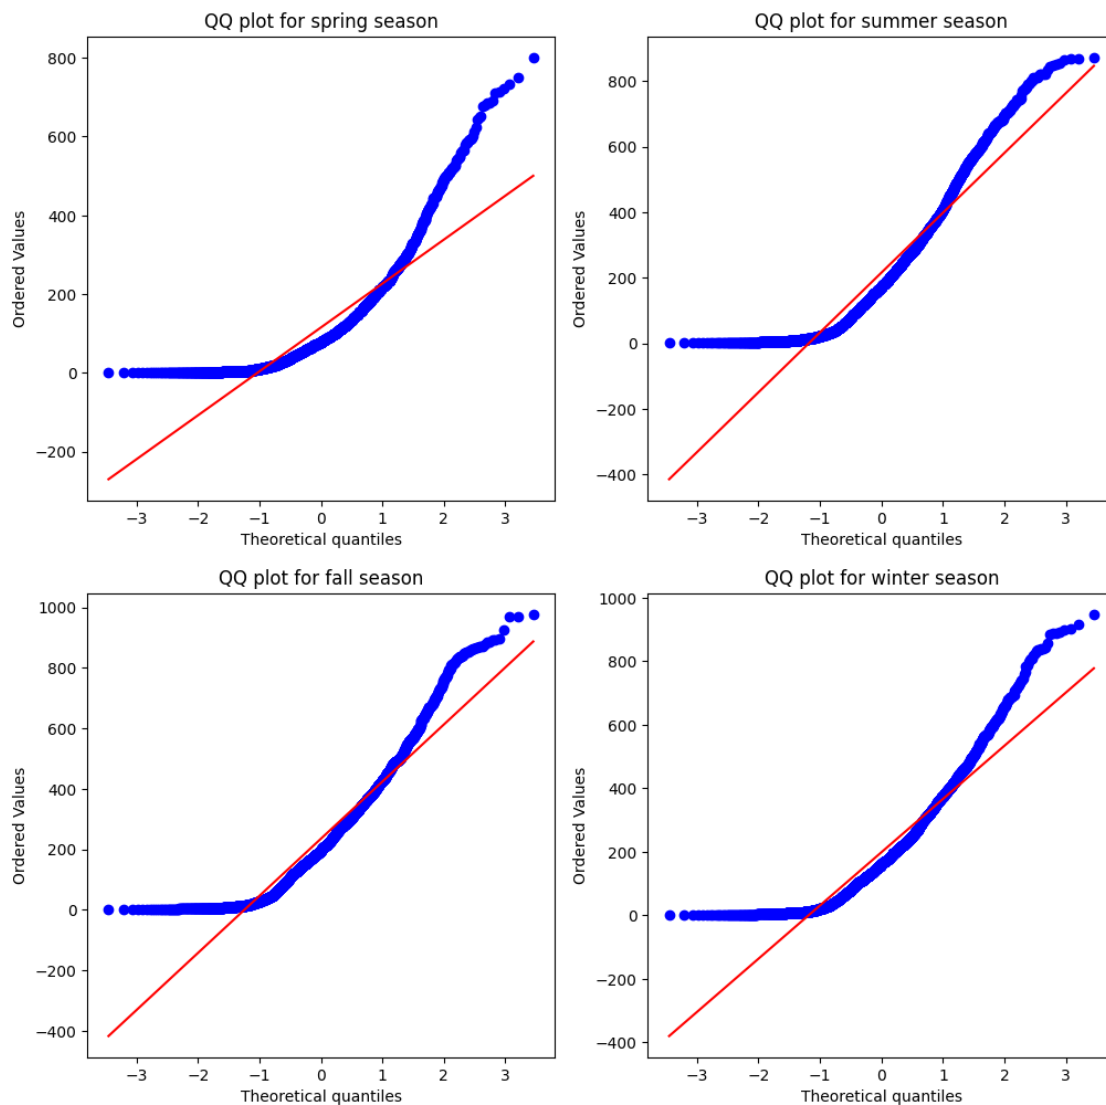 QQ plot for spring season
800
600
400
200
0
−200
Ordered Values
−3 −2 −1 0 1 2 3
Theoretical quantiles
QQ plot for summer season
800
600
400
200
0
−200
−400
Ordered Values
−3 −2 −1 0 1 2 3
Theoretical quantiles
QQ plot for fall season
1000
800
600
400
200
0
−200
−400
Ordered Values
−3 −2 −1 0 1 2 3
Theoretical quantiles
QQ plot for winter season
1000
800
600
400
200
0
−200
−400
Ordered Values
−3 −2 −1 0 1 2 3
Theoretical quantiles